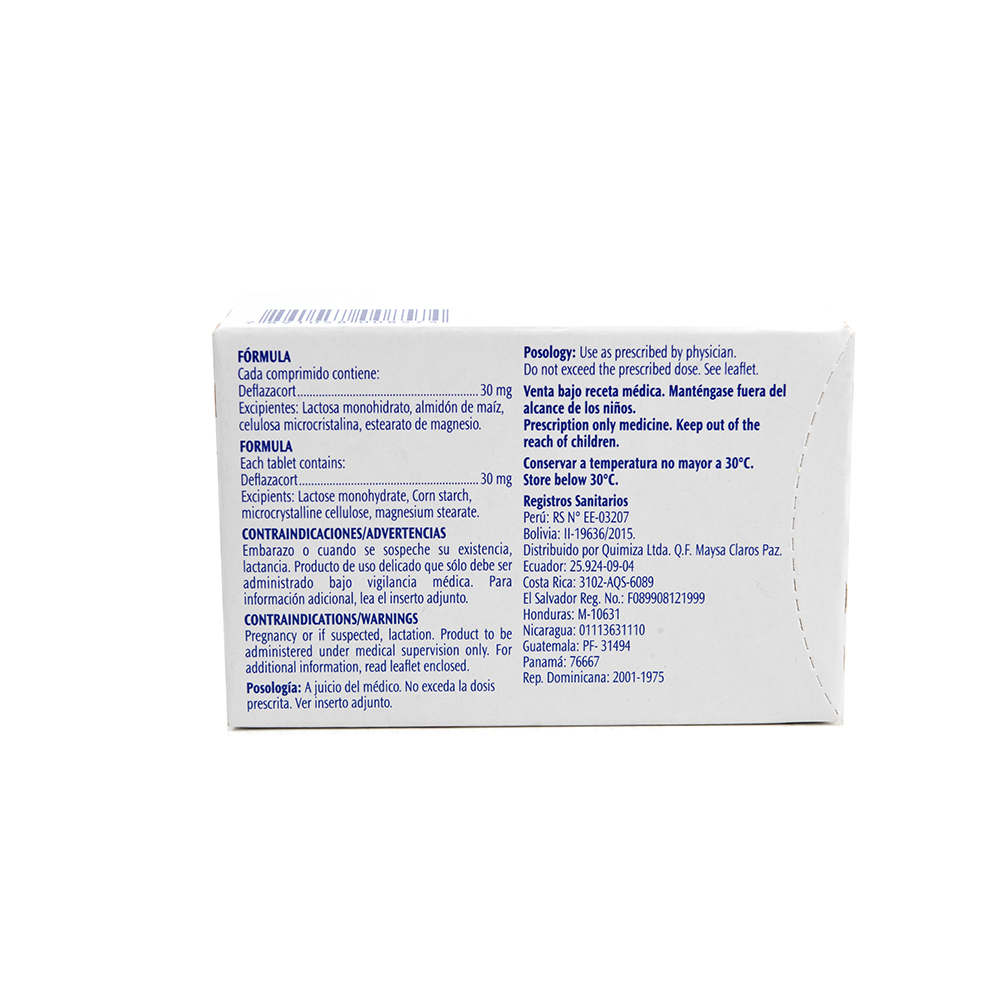 FÓRMULA
Cada comprimido contiene:
Deflazacort.......................................................... 30 mg
Excipientes: Lactosa monohidrato, almidón de maíz,
celulosa microcristalina, estearato de magnesio.
FORMULA
Each tablet contains:
Deflazacort.......................................................... 30 mg
Excipients: Lactose monohydrate, Corn starch,
microcrystalline cellulose, magnesium stearate.
CONTRAINDICACIONES/ADVERTENCIAS
Embarazo o cuando se sospeche su existencia,
lactancia. Producto de uso delicado que sólo debe ser
administrado bajo vigilancia médica. Para
información adicional, lea el inserto adjunto.
CONTRAINDICATIONS/WARNINGS
Pregnancy or if suspected, lactation. Product to be
administered under medical supervision only. For
additional information, read leaflet enclosed.
Posología: A juicio del médico. No exceda la dosis
prescrita. Ver inserto adjunto.
Posology: Use as prescribed by physician.
Do not exceed the prescribed dose. See leaflet.
Venta bajo receta médica. Manténgase fuera del
alcance de los niños.
Prescription only medicine. Keep out of the
reach of children.
Conservar a temperatura no mayor a 30°C.
Store below 30°C.
Registros Sanitarios
Perú: RS N° EE-03207
Bolivia: II-19636/2015.
Distribuido por Quimiza Ltda. Q.F. Maysa Claros Paz.
Ecuador: 25.924-09-04
Costa Rica: 3102-AQS-6089
El Salvador Reg. No.: F089908121999
Honduras: M-10631
Nicaragua: 01113631110
Guatemala: PF- 31494
Panamá: 76667
Rep. Dominicana: 2001-1975